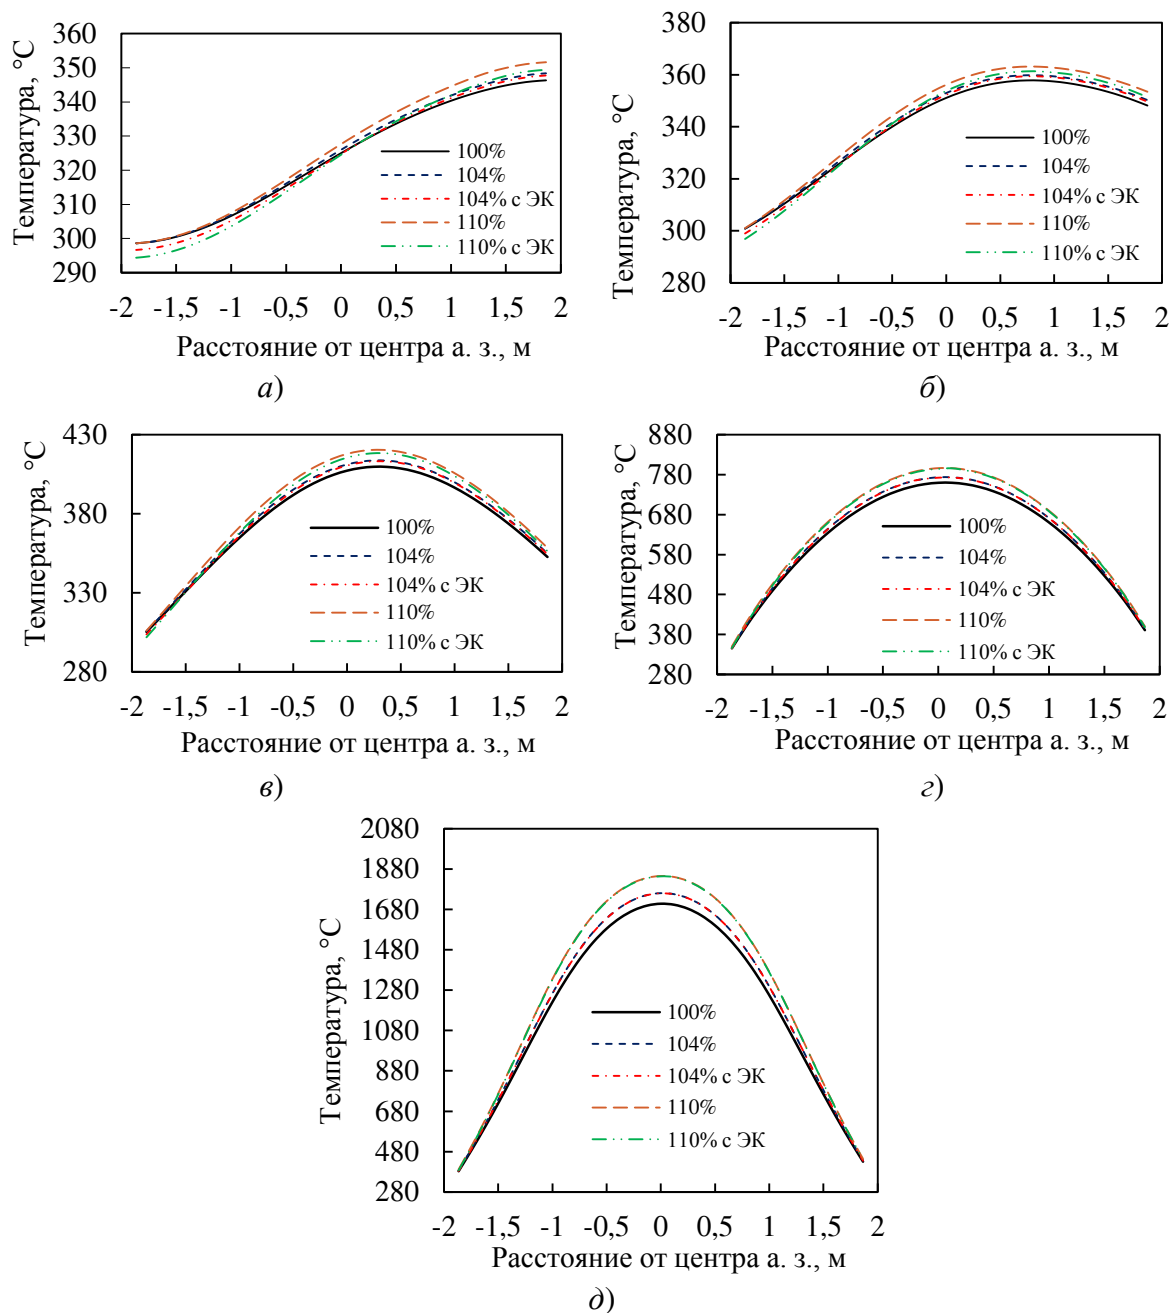 360
350
340
330
320
310
300
290
Температура, °C
100%
104%
104% с ЭК
110%
110% с ЭК
-2 -1,5 -1 -0,5 0 0,5 1 1,5 2
Расстояние от центра а. з., м
а)
380
360
340
320
300
280
Температура, °C
100%
104%
104% с ЭК
110%
110% с ЭК
-2 -1,5 -1 -0,5 0 0,5 1 1,5 2
Расстояние от центра а. з., м
б)
430
380
330
280
Температура, °C
100%
104%
104% с ЭК
110%
110% с ЭК
-2 -1,5 -1 -0,5 0 0,5 1 1,5 2
Расстояние от центра а. з., м
в)
880
780
680
580
480
380
280
Температура, °C
100%
104%
104% с ЭК
110%
110% с ЭК
-2 -1,5 -1 -0,5 0 0,5 1 1,5 2
Расстояние от центра а. з., м
г)
2080
1880
1680
1480
1280
1080
880
680
480
280
Температура, °C
100%
104%
104% с ЭК
110%
110% с ЭК
-2 -1,5 -1 -0,5 0 0,5 1 1,5 2
Расстояние от центра а. з., м
д)